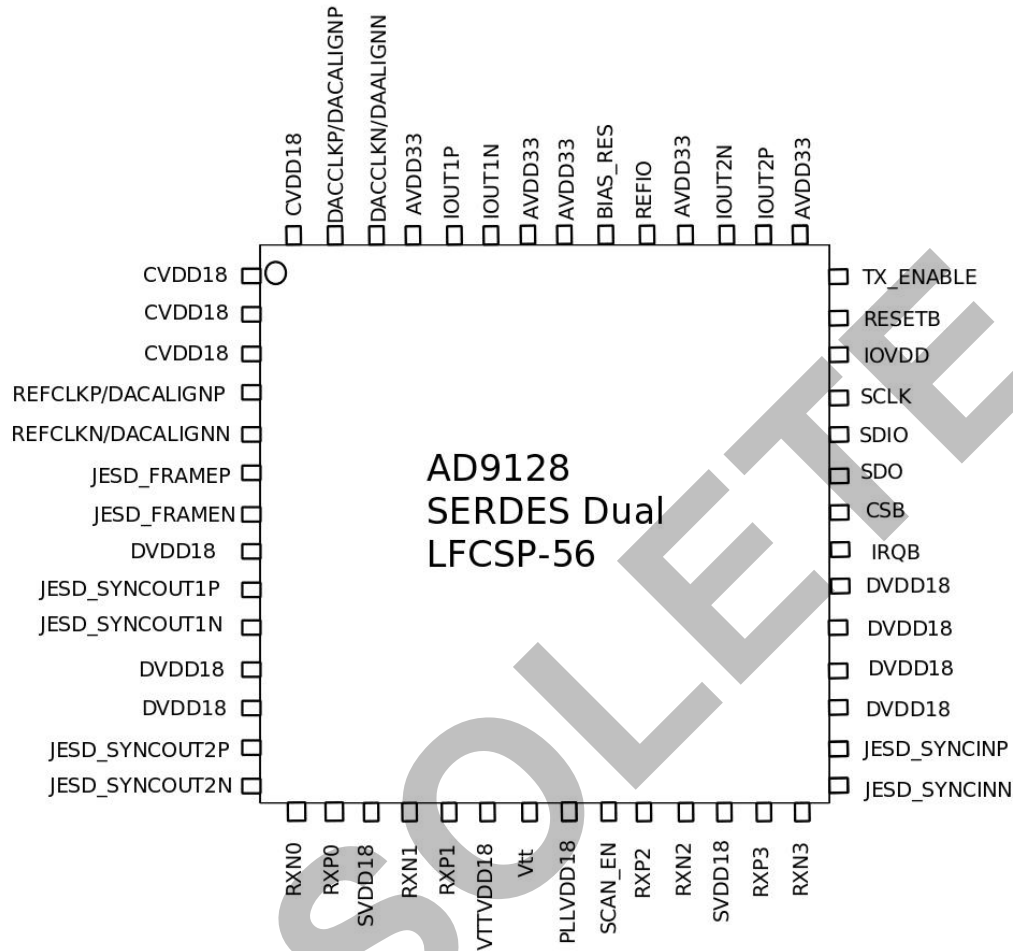 CVDD18
DACCLKP/DACALIGNP
DACCLKN/DAALIGNN
AVDD33
IOUT1P
IOUT1N
AVDD33
AVDD33
BIAS_RES
REFIO
AVDD33
IOUT2N
IOUT2P
AVDD33
CVDD18
CVDD18
CVDD18
REFCLKP/DACALIGNP
REFCLKN/DACALIGNN
JESD_FRAMEP
JESD_FRAMEN
DVDD18
JESD_SYNCOUT1P
JESD_SYNCOUT1N
DVDD18
DVDD18
JESD_SYNCOUT2P
JESD_SYNCOUT2N
AD9128
SERDES Dual
LFCSP-56
TX_ENABLE
RESETB
IOVDD
SCLK
SDIO
SDO
CSB
IRQB
DVDD18
DVDD18
DVDD18
DVDD18
JESD_SYNCINP
JESD_SYNCINN
RXN0
RXP0
SVDD18
RXN1
RXP1
VTTVDD18
Vtt
PLLVDD18
SCAN_EN
RXP2
RXN2
SVDD18
RXP3
RXN3
SOLETE